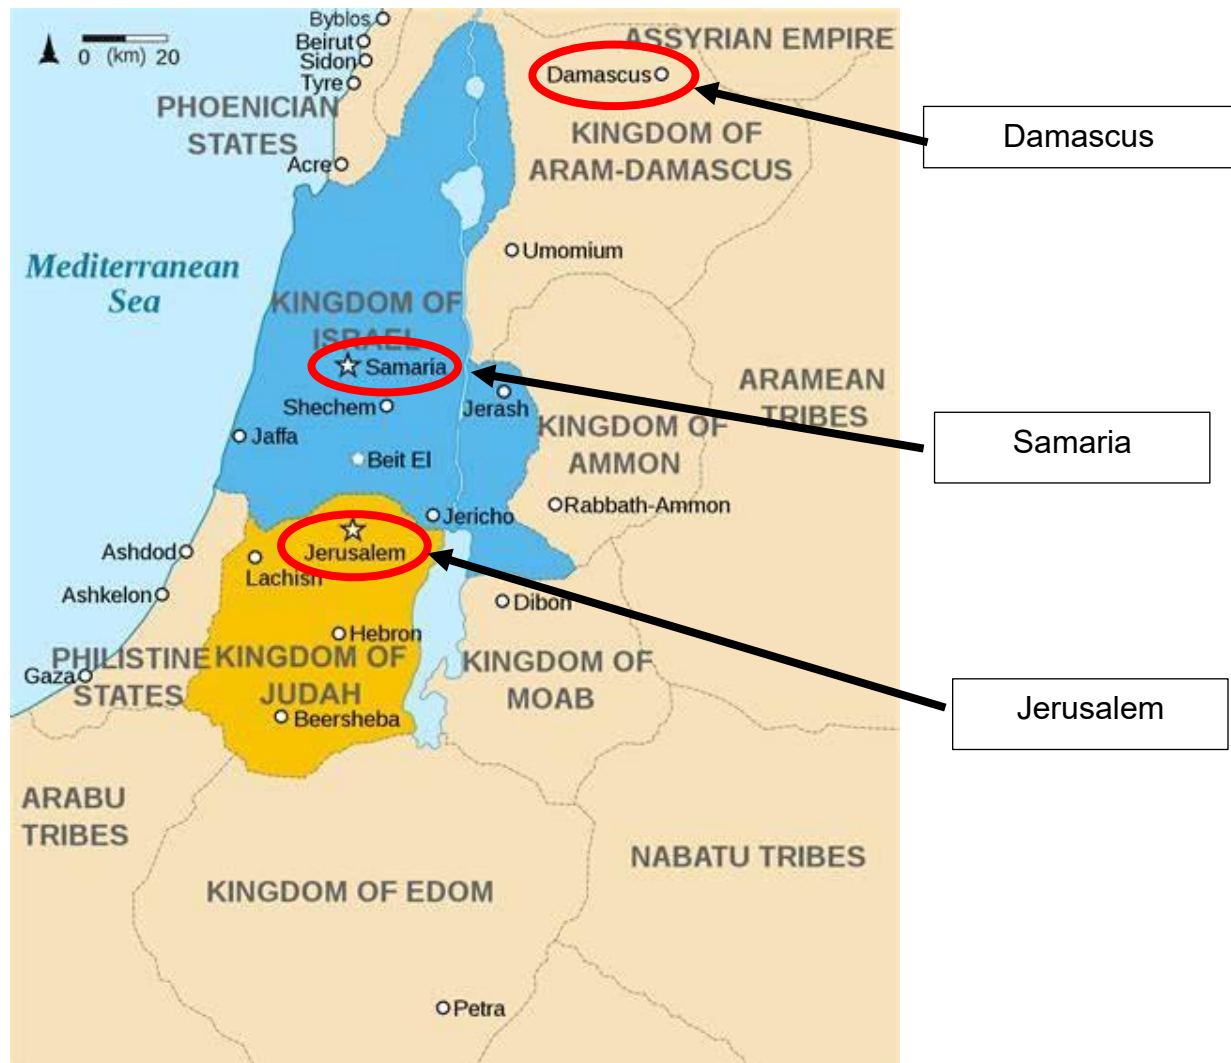 Byblos
Beirut
Sidon
Tyre
0 (km) 20
ASSYRIAN EMPIRE
Damascus
Damascus
PHOENICIAN
STATES
KINGDOM OF
ARAM-DAMASCUS
Acre
Umomium
Mediterranean
Sea
KINGDOM OF
ISRAEL
Samaria
Shechem
Jerash
ARAMEAN
TRIBES
Jaffa
KINGDOM OF
AMMON
Samaria
Beit El
Jericho
Rabbath-Ammon
Ashdod
Jerusalem
Lachish
Ashkelon
Dibon
Hebron
PHILISTINE
STATES
KINGDOM OF
JUDAH
KINGDOM OF
MOAB
Gaza
Beersheba
Jerusalem
ARABU
TRIBES
NABATU TRIBES
KINGDOM OF EDOM
Petra